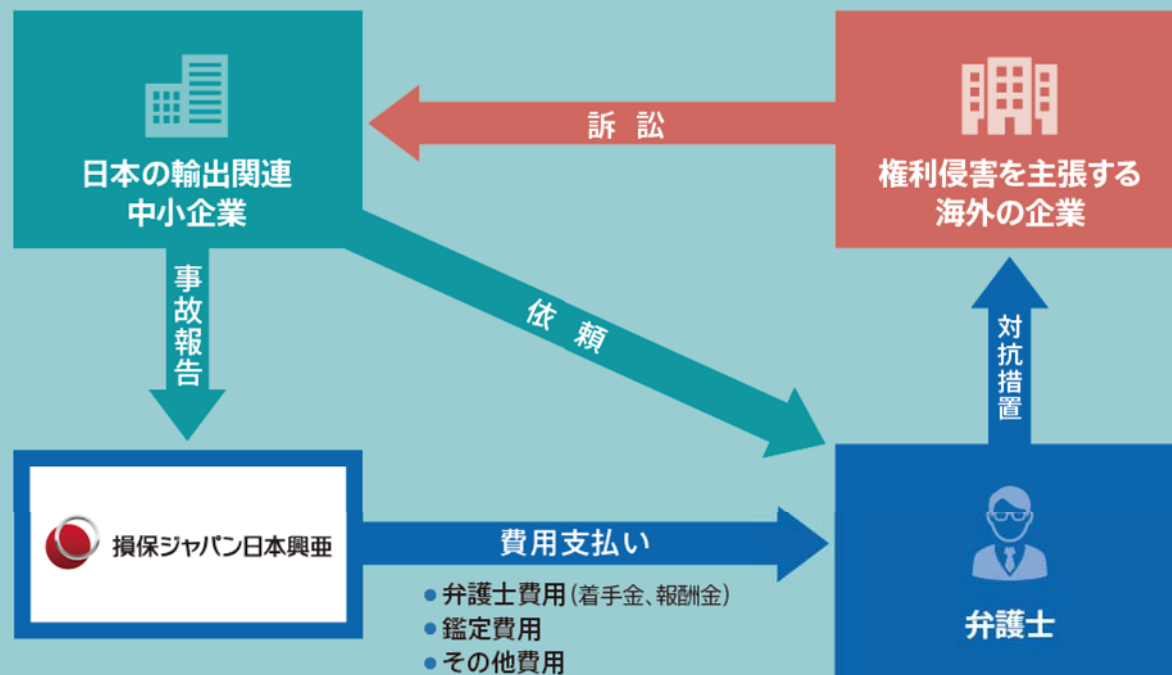 日本の輸出関連
中小企業
訴訟
権利侵害を主張する
海外の企業
事故報告
依頼
対抗措置
損保ジャパン日本興亜
費用支払い
● 弁護士費用(着手金、報酬金)
● 鑑定費用
● その他費用
弁護士